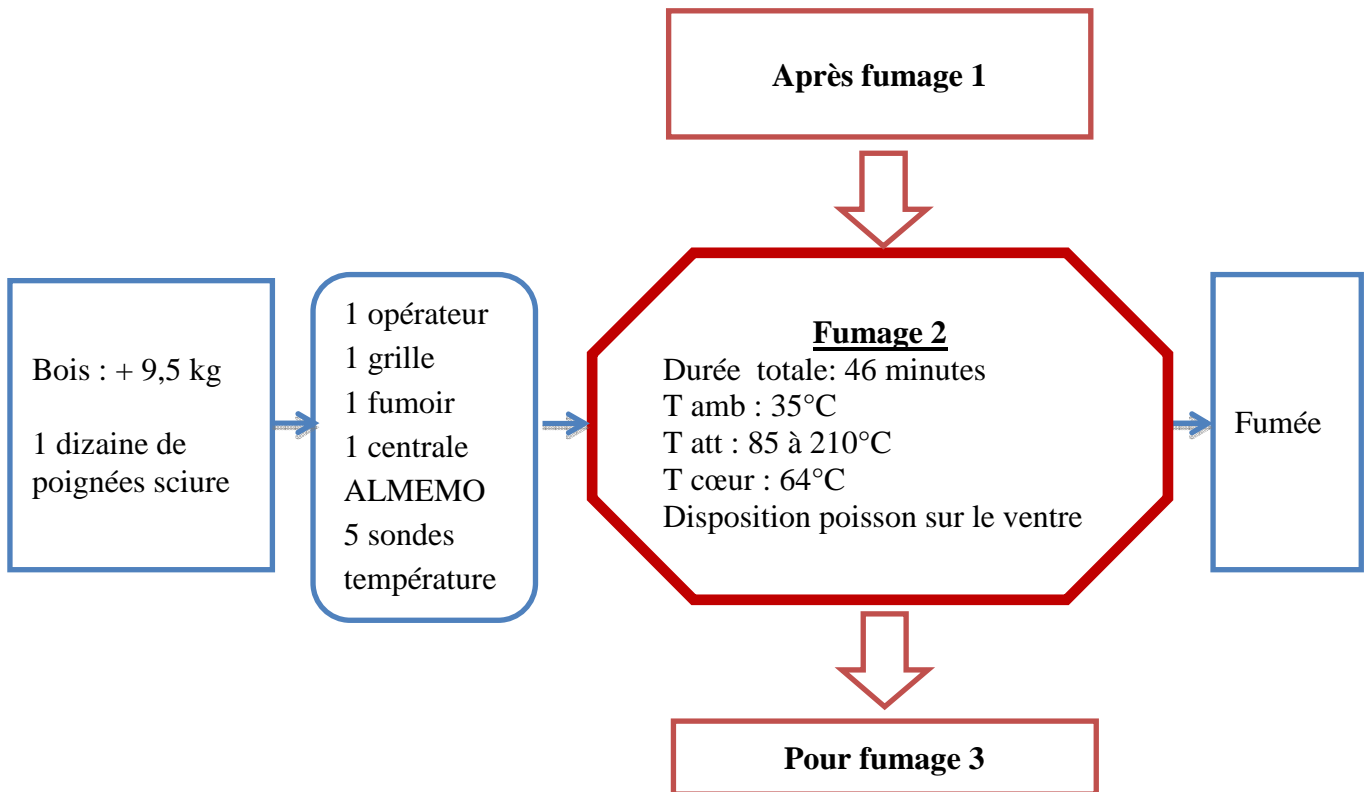 Après fumage 1
Bois : + 9,5 kg
1 dizaine de
poignées sciure
1 opérateur
1 grille
1 fumoir
1 centrale
ALMEMO
5 sondes
température
Fumage 2
Durée totale: 46 minutes
T amb : 35°C
T att : 85 à 210°C
T cœur : 64°C
Disposition poisson sur le ventre
Fumée
Pour fumage 3